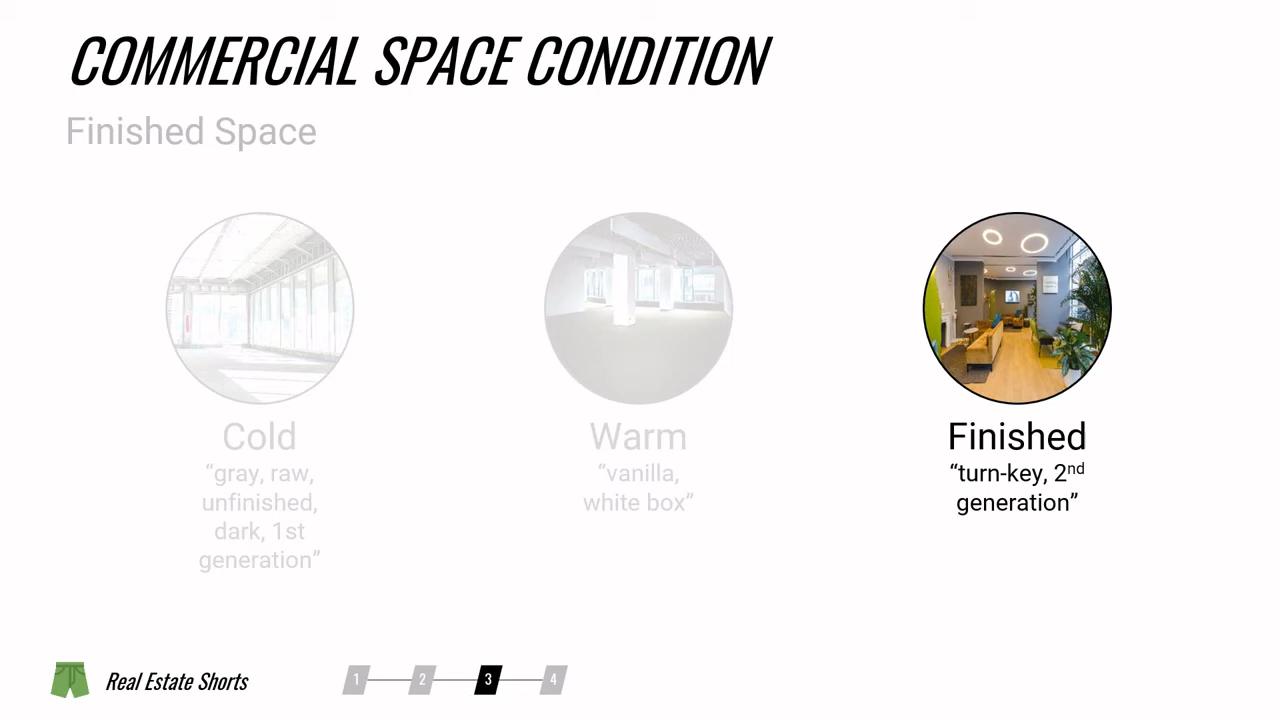 COMMERCIAL SPACE CONDITION
Finished Space
Cold
“gray, raw,
unfinished,
dark, 1st
generation”
Warm
“vanilla,
white box”
Finished
“turn-key, 2nd
generation”
Real Estate Shorts
1 2 3 4